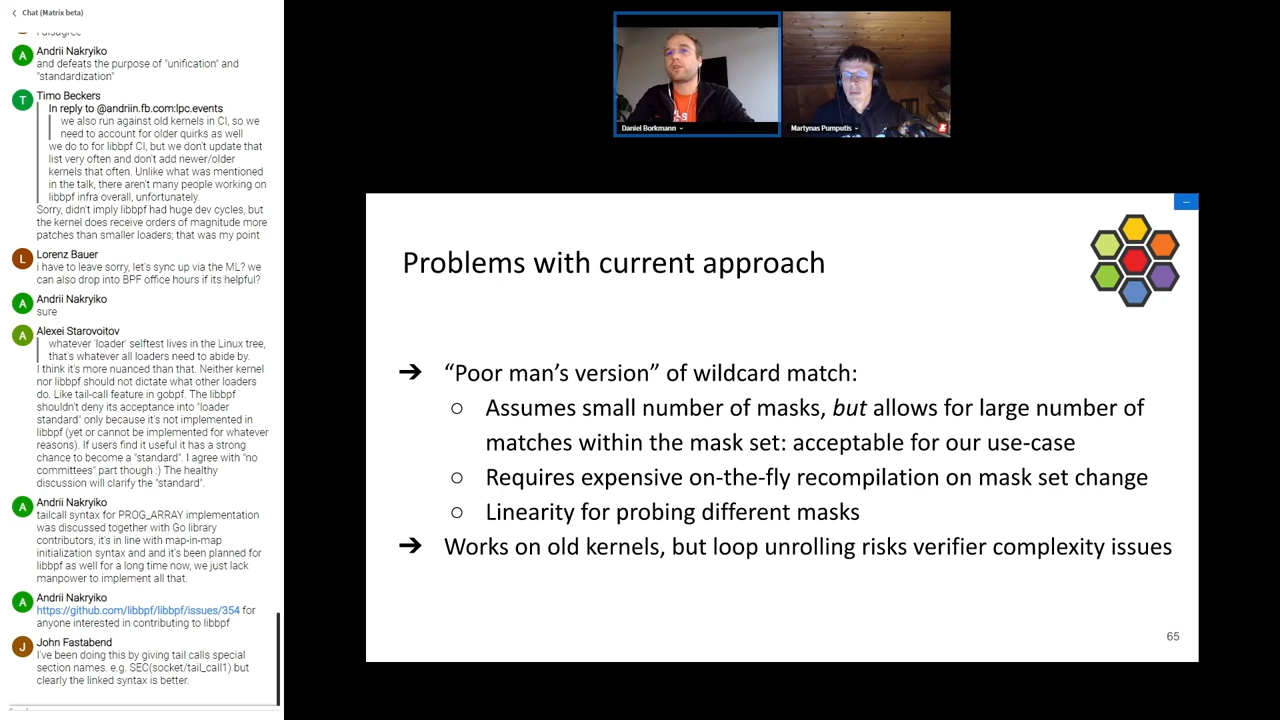 Chat (Matrix beta)
I disagree
Andrii Nakryiko
and defeats the purpose of "unification" and
"standardization"
Timo Beckers
In reply to @andriin.fb.com:lpc.events
we also run against old kernels in CI, so we
need to account for older quirks as well
we do to for libbpf CI, but we don't update that
list very often and don't add newer/older
kernels that often. Unlike what was mentioned
in the talk, there aren't many people working on
libbpf infra overall, unfortunately.
Sorry, didn't imply libbpf had huge dev cycles, but
the kernel does receive orders of magnitude more
patches than smaller loaders; that was my point
Lorenz Bauer
i have to leave sorry, let's sync up via the ML? we
can also drop into BPF office hours if its helpful?
Andrii Nakryiko
sure
Alexei Starovoitov
whatever 'loader' selftest lives in the Linux tree,
that's whatever all loaders need to abide by.
I think it's more nuanced than that. Neither kernel
nor libbpf should not dictate what other loaders
do. Like tail-call feature in gobpf. The libbpf
shouldn't deny its acceptance into "loader
standard" only because it's not implemented in
libbpf (yet or cannot be implemented for whatever
reasons). If users find it useful it has a strong
chance to become a "standard". I agree with "no
committees" part though :) The healthy
discussion will clarify the "standard".
Andrii Nakryiko
tailcall syntax for PROG_ARRAY implementation
was discussed together with Go library
contributors, it's in line with map-in-map
initialization syntax and and it's been planned for
libbpf as well for a long time now, we just lack
manpower to implement all that.
Andrii Nakryiko
https://github.com/libbpf/libbpf/issues/354 for
anyone interested in contributing to libbpf
John Fastabend
I've been doing this by giving tail calls special
section names. e.g. SEC(socket/tail_call1) but
clearly the linked syntax is better.
Daniel Borkmann
Martynas Pumputis
Problems with current approach
➔ “Poor man’s version” of wildcard match:
○ Assumes small number of masks, but allows for large number of
matches within the mask set: acceptable for our use-case
○ Requires expensive on-the-fly recompilation on mask set change
○ Linearity for probing different masks
➔ Works on old kernels, but loop unrolling risks verifier complexity issues
65